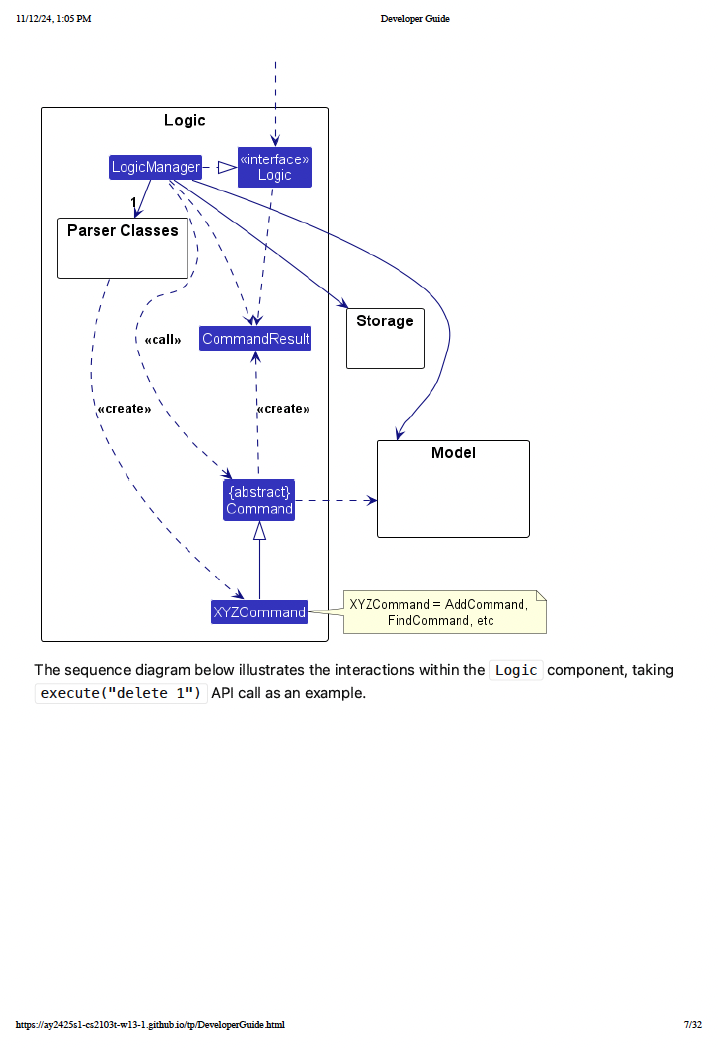 11/12/24, 1:05 PM
Developer Guide
Logic
LogicManager
«interface»
Logic
1
Parser Classes
Storage
CommandResult
«call»
«create»
«create»
Model
{abstract}
Command
XYZCommand
XYZCommand = AddCommand,
FindCommand, etc
The sequence diagram below illustrates the interactions within the Logic component, taking
execute("delete 1") API call as an example.
https://ay2425s1-cs2103t-w13-1.github.io/tp/DeveloperGuide.html
7/32